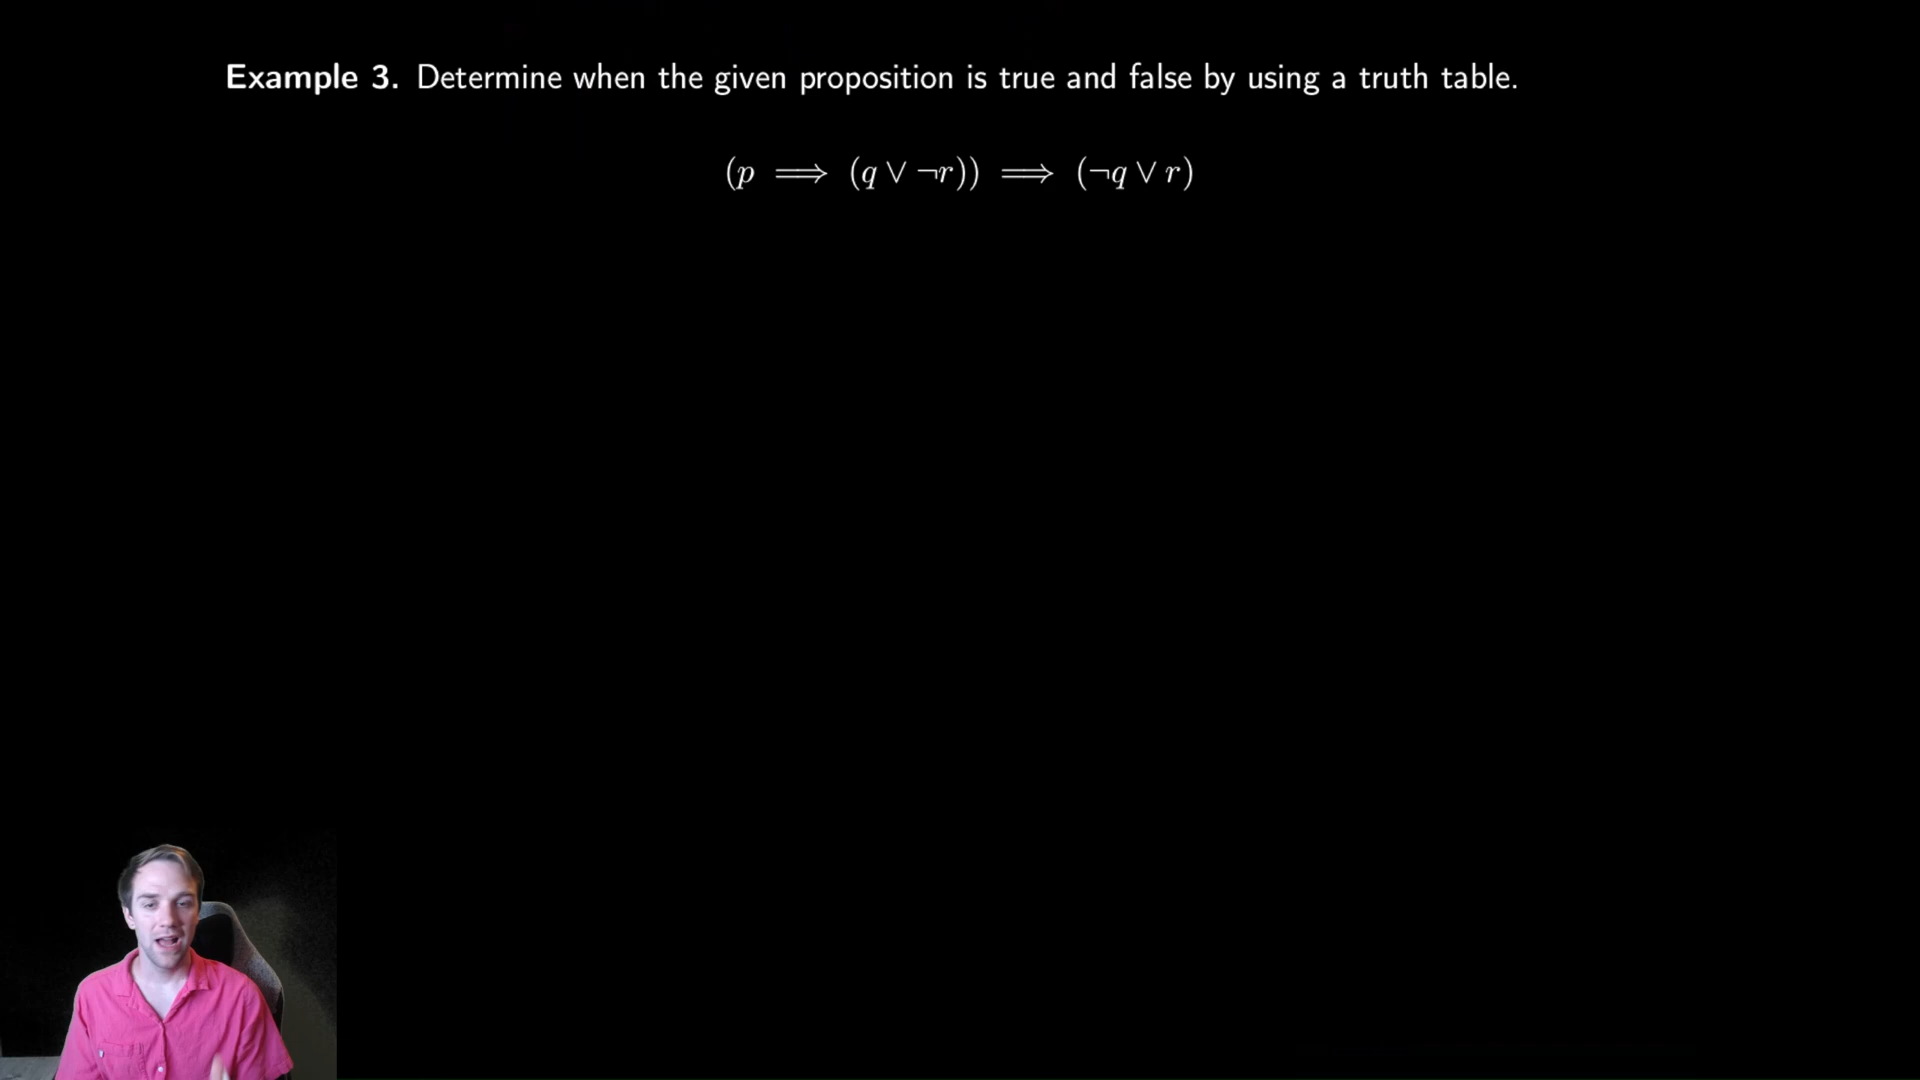 Example 3. Determine when the given proposition is true and false by using a truth table.
(p ⟹ (q ∨ ¬r)) ⟹ (¬q ∨ r)